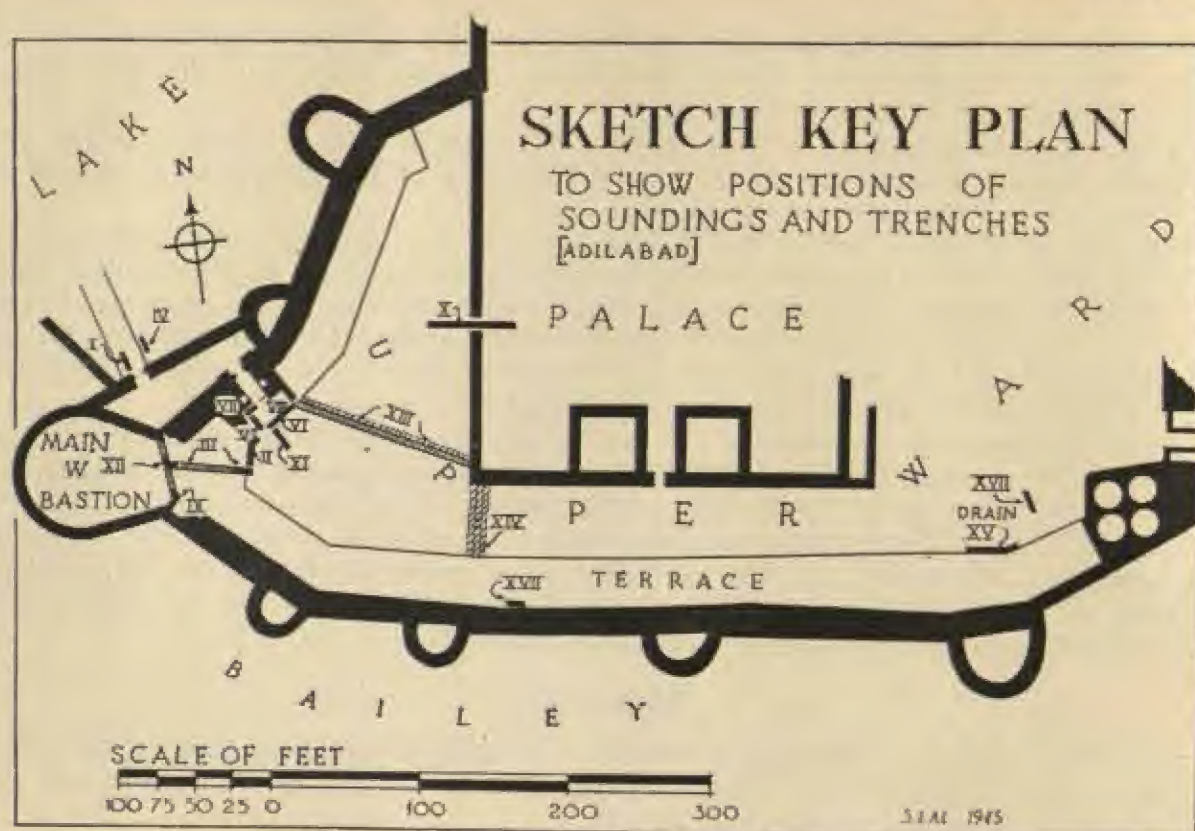 SKETCH KEY PLAN
TO SHOW POSITIONS OF
SOUNDINGS AND TRENCHES
[ADILABAD]
LAKE
N
IV
I
X
PALACE
UPPER WARD
VII
VI
XIII
MAIN
W
BASTION
XII
III
II
XI
IX
XIV
XVII
DRAIN
XV
TERRACE
XVII
BAILEY
SCALE OF FEET
100 75 50 25 0 100 200 300
1945